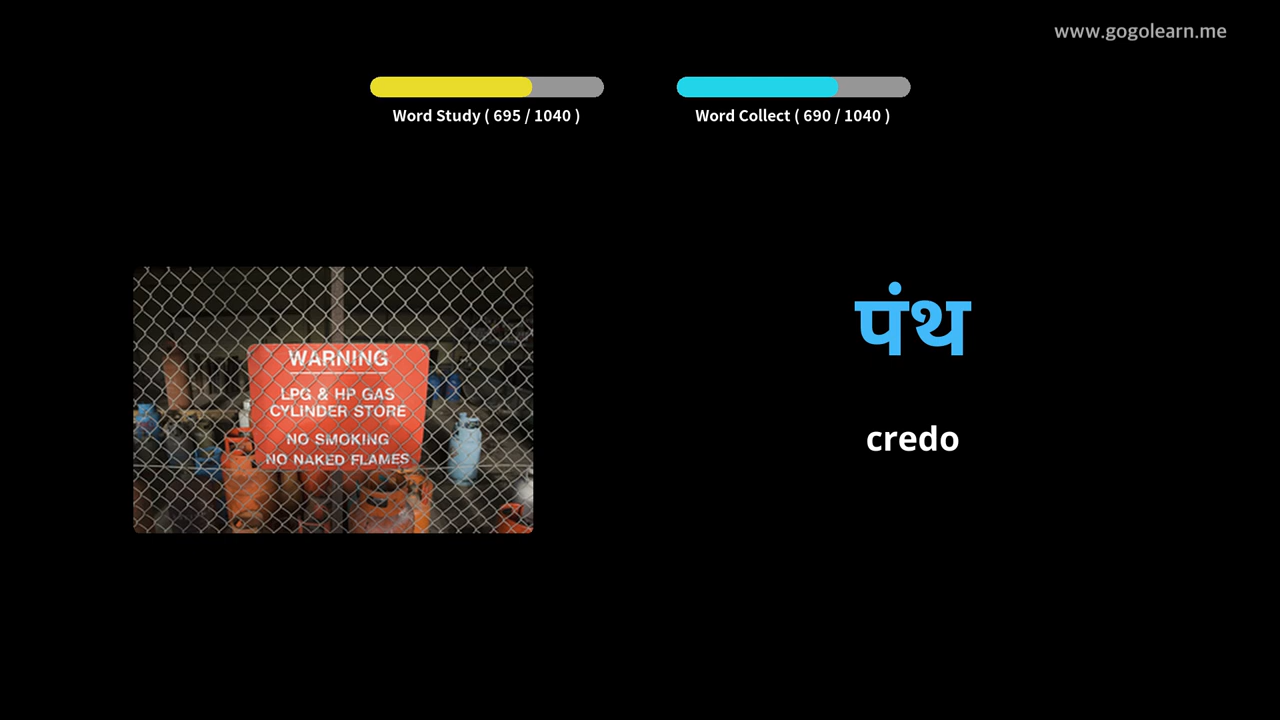 www.gogolearn.me
Word Study ( 695 / 1040 )
Word Collect ( 690 / 1040 )
WARNING
LPG & HP GAS
CYLINDER STORE
NO SMOKING
NO NAKED FLAMES
पंथ
credo